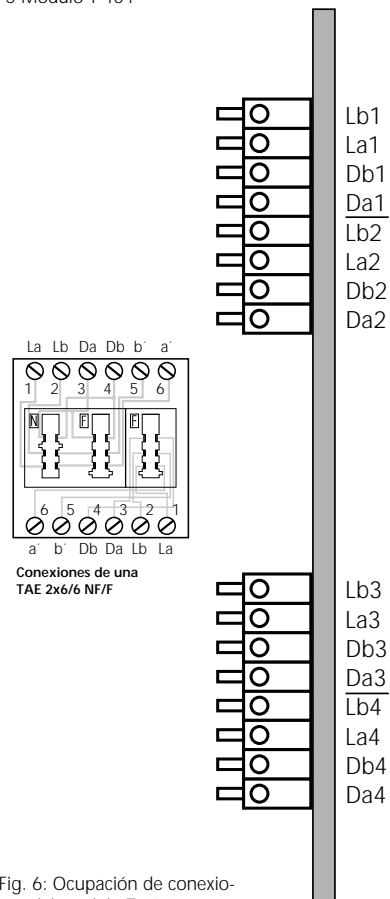 Lb1
La1
Db1
Da1
Lb2
La2
Db2
Da2
La Lb Da Db b´ a´
1 2 3 4 5 6
N F F
6 5 4 3 2 1
a´ b´ Db Da Lb La
Conexiones de una
TAE 2x6/6 NF/F
Lb3
La3
Db3
Da3
Lb4
La4
Db4
Da4
Fig. 6: Ocupación de conexio-